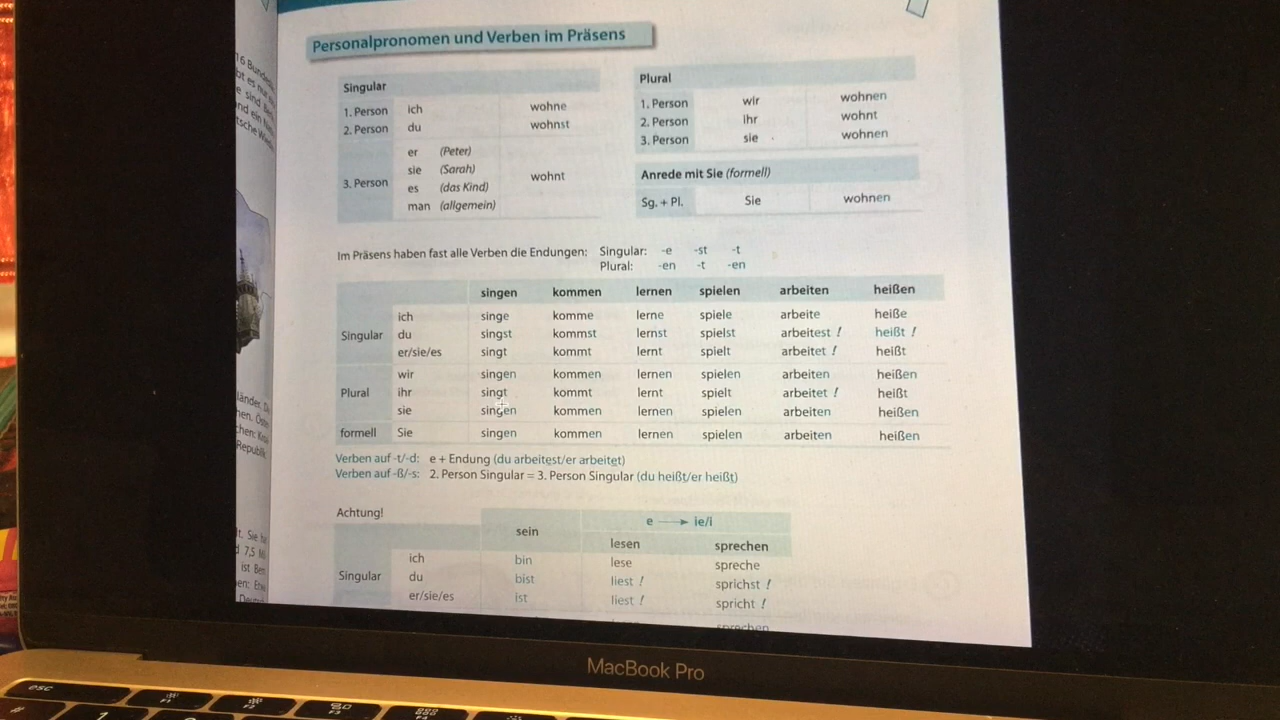 Personalpronomen und Verben im Präsens
Singular
1. Person ich wohne
2. Person du wohnst
3. Person er (Peter) wohnt
sie (Sarah)
es (das Kind)
man (allgemein)
Plural
1. Person wir wohnen
2. Person ihr wohnt
3. Person sie wohnen
Anrede mit Sie (formell)
Sg. + Pl. Sie wohnen
Im Präsens haben fast alle Verben die Endungen: Singular: -e -st -t
Plural: -en -t -en
singen kommen lernen spielen arbeiten heißen
Singular
ich singe komme lerne spiele arbeite heiße
du singst kommst lernst spielst arbeitest ! heißt !
er/sie/es singt kommt lernt spielt arbeitet ! heißt
Plural
wir singen kommen lernen spielen arbeiten heißen
ihr singt kommt lernt spielt arbeitet ! heißt
sie singen kommen lernen spielen arbeiten heißen
formell Sie singen kommen lernen spielen arbeiten heißen
Verben auf -t/-d: e + Endung (du arbeitest/er arbeitet)
Verben auf -ß/-s: 2. Person Singular = 3. Person Singular (du heißt/er heißt)
Achtung!
sein e → ie/i
lesen sprechen
Singular
ich bin lese spreche
du bist liest ! sprichst !
er/sie/es ist liest ! spricht !
sprechen
MacBook Pro
esc
F1
F2
F3
F4
#
1